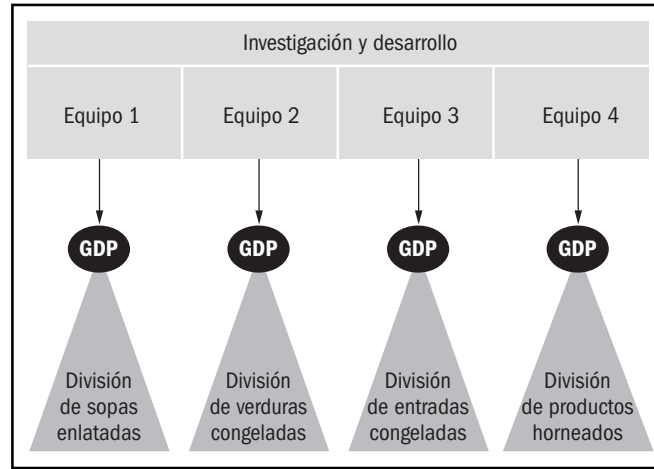 Investigación y desarrollo
Equipo 1
Equipo 2
Equipo 3
Equipo 4
GDP
GDP
GDP
GDP
División
de sopas
enlatadas
División
de verduras
congeladas
División
de entradas
congeladas
División
de productos
horneados